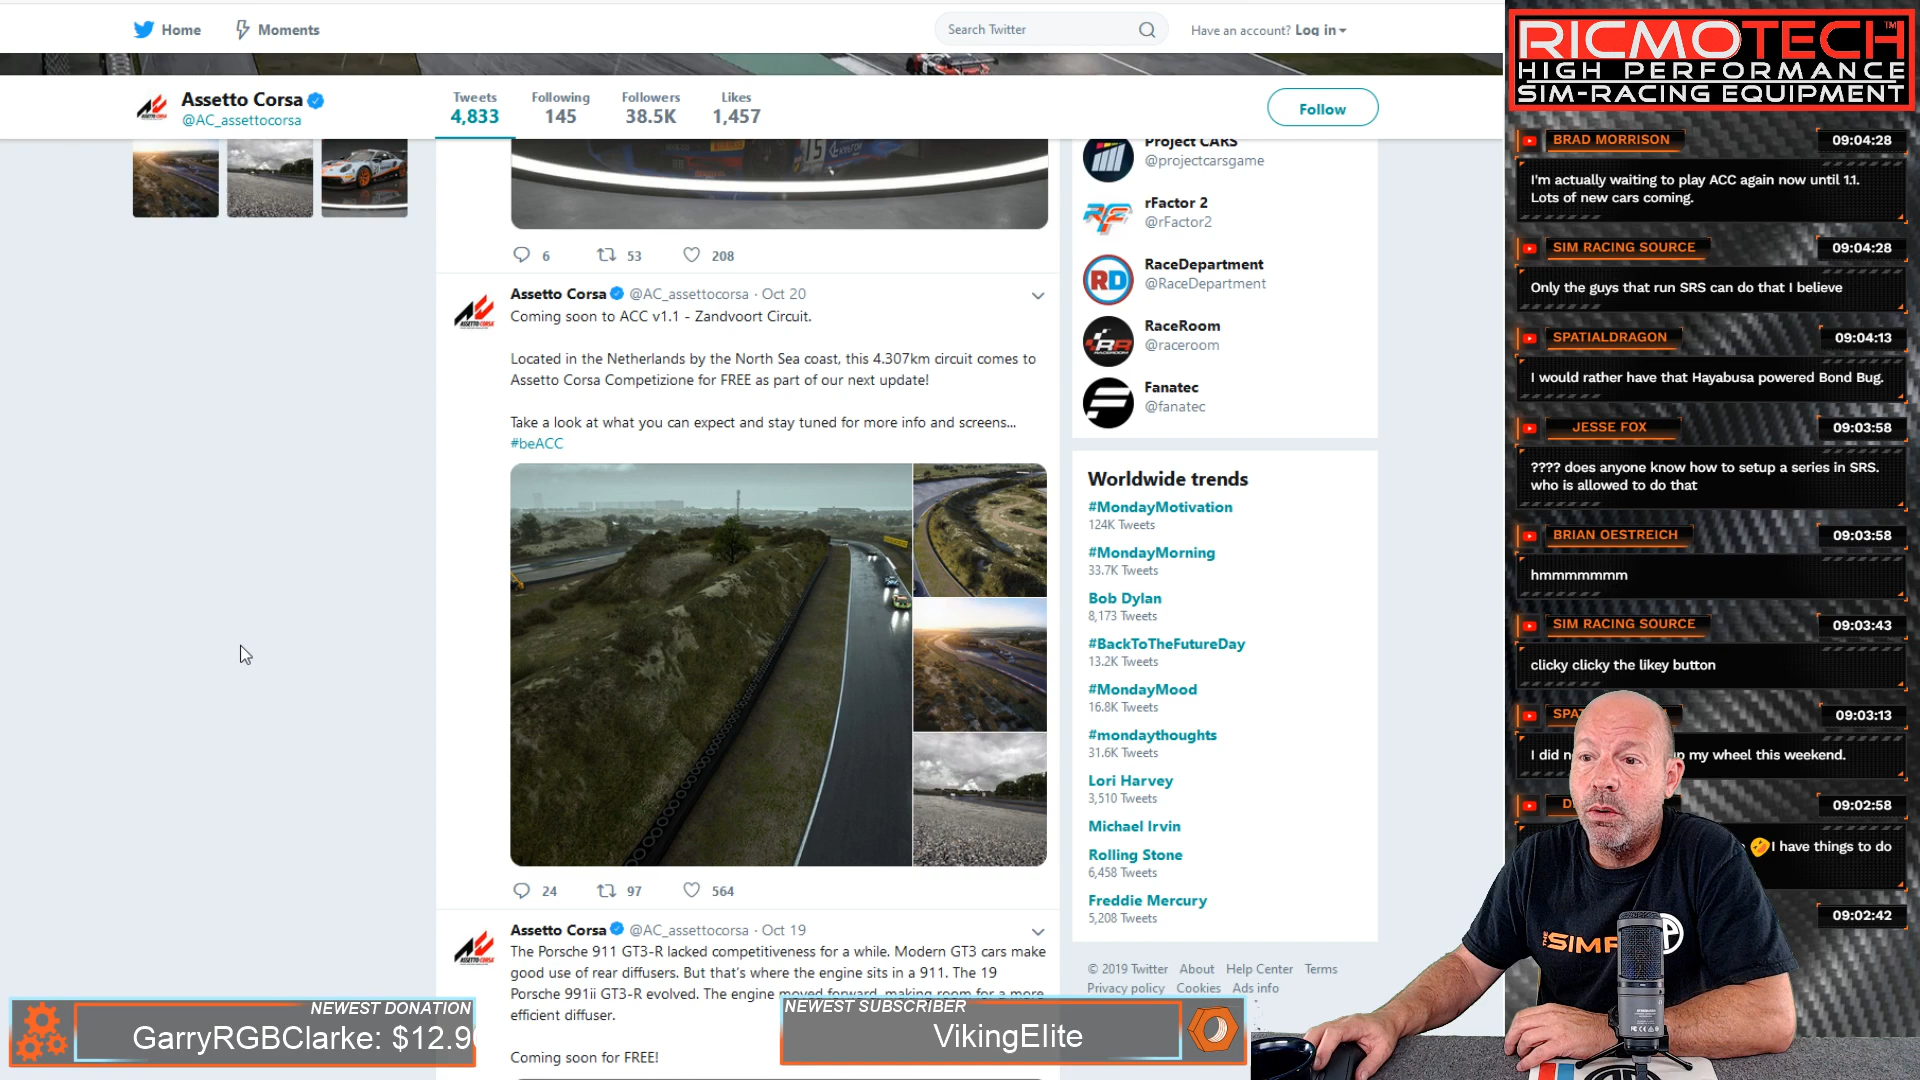 Home
Moments
Search Twitter
Have an account? Log in
Assetto Corsa
@AC_assettocorsa
Tweets
4,833
Following
145
Followers
38.5K
Likes
1,457
Follow
6
53
208
Assetto Corsa @AC_assettocorsa · Oct 20
Coming soon to ACC v1.1 - Zandvoort Circuit.
Located in the Netherlands by the North Sea coast, this 4.307km circuit comes to
Assetto Corsa Competizione for FREE as part of our next update!
Take a look at what you can expect and stay tuned for more info and screens...
#beACC
24
97
564
Assetto Corsa @AC_assettocorsa · Oct 19
The Porsche 911 GT3-R lacked competitiveness for a while. Modern GT3 cars make
good use of rear diffusers. But that's where the engine sits in a 911. The 19
Porsche 991ii GT3-R evolved. The engine moved forward, making room for a more
efficient diffuser.
Coming soon for FREE!
Project CARS
@projectcarsgame
rFactor 2
@rFactor2
RaceDepartment
@RaceDepartment
RaceRoom
@raceroom
Fanatec
@fanatec
Worldwide trends
#MondayMotivation
124K Tweets
#MondayMorning
33.7K Tweets
Bob Dylan
8,173 Tweets
#BackToTheFutureDay
13.2K Tweets
#MondayMood
16.8K Tweets
#mondaythoughts
31.6K Tweets
Lori Harvey
3,510 Tweets
Michael Irvin
Rolling Stone
6,458 Tweets
Freddie Mercury
5,208 Tweets
© 2019 Twitter About Help Center Terms
Privacy policy Cookies Ads info
NEWEST DONATION
GarryRGBClarke: $12.9
NEWEST SUBSCRIBER
VikingElite
RICMOTECH™
HIGH PERFORMANCE
SIM-RACING EQUIPMENT
BRAD MORRISON 09:04:28
I'm actually waiting to play ACC again now until 1.1.
Lots of new cars coming.
SIM RACING SOURCE 09:04:28
Only the guys that run SRS can do that I believe
SPATIALDRAGON 09:04:13
I would rather have that Hayabusa powered Bond Bug.
JESSE FOX 09:03:58
???? does anyone know how to setup a series in SRS.
who is allowed to do that
BRIAN OESTREICH 09:03:58
hmmmmmmm
SIM RACING SOURCE 09:03:43
clicky clicky the likey button
SPA 09:03:13
I did my wheel this weekend.
D 09:02:58
I have things to do
09:02:42